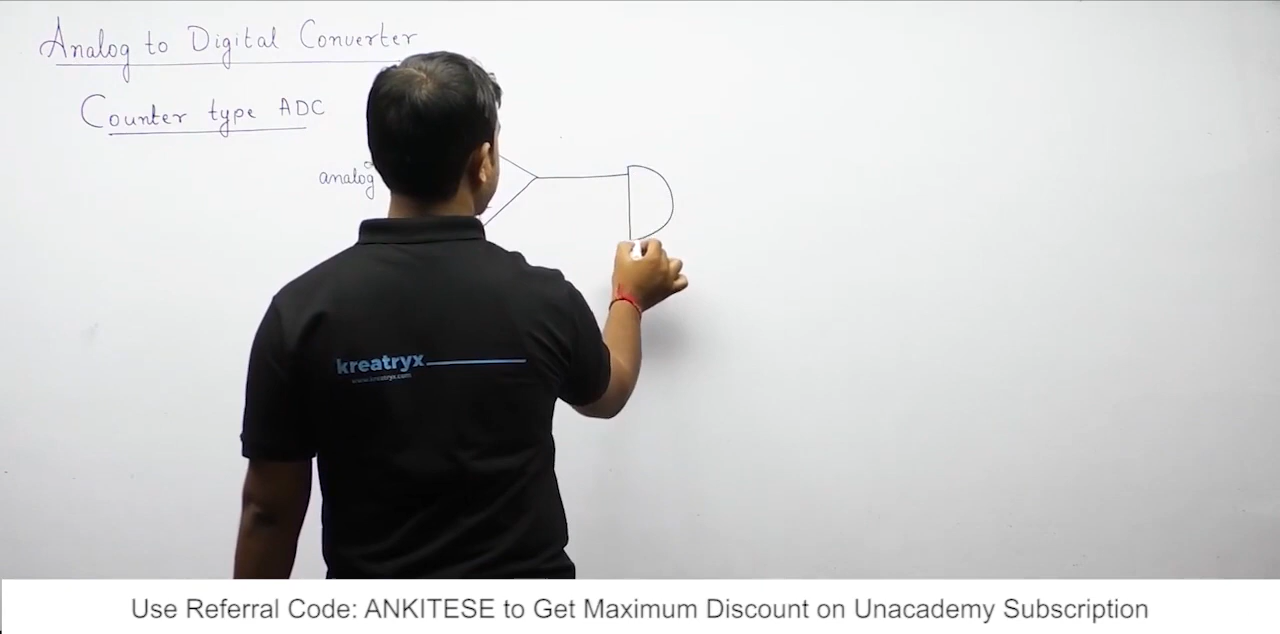 Analog to Digital Converter
Counter type ADC
analog
kreatryx
www.kreatryx.com
Use Referral Code: ANKITESE to Get Maximum Discount on Unacademy Subscription